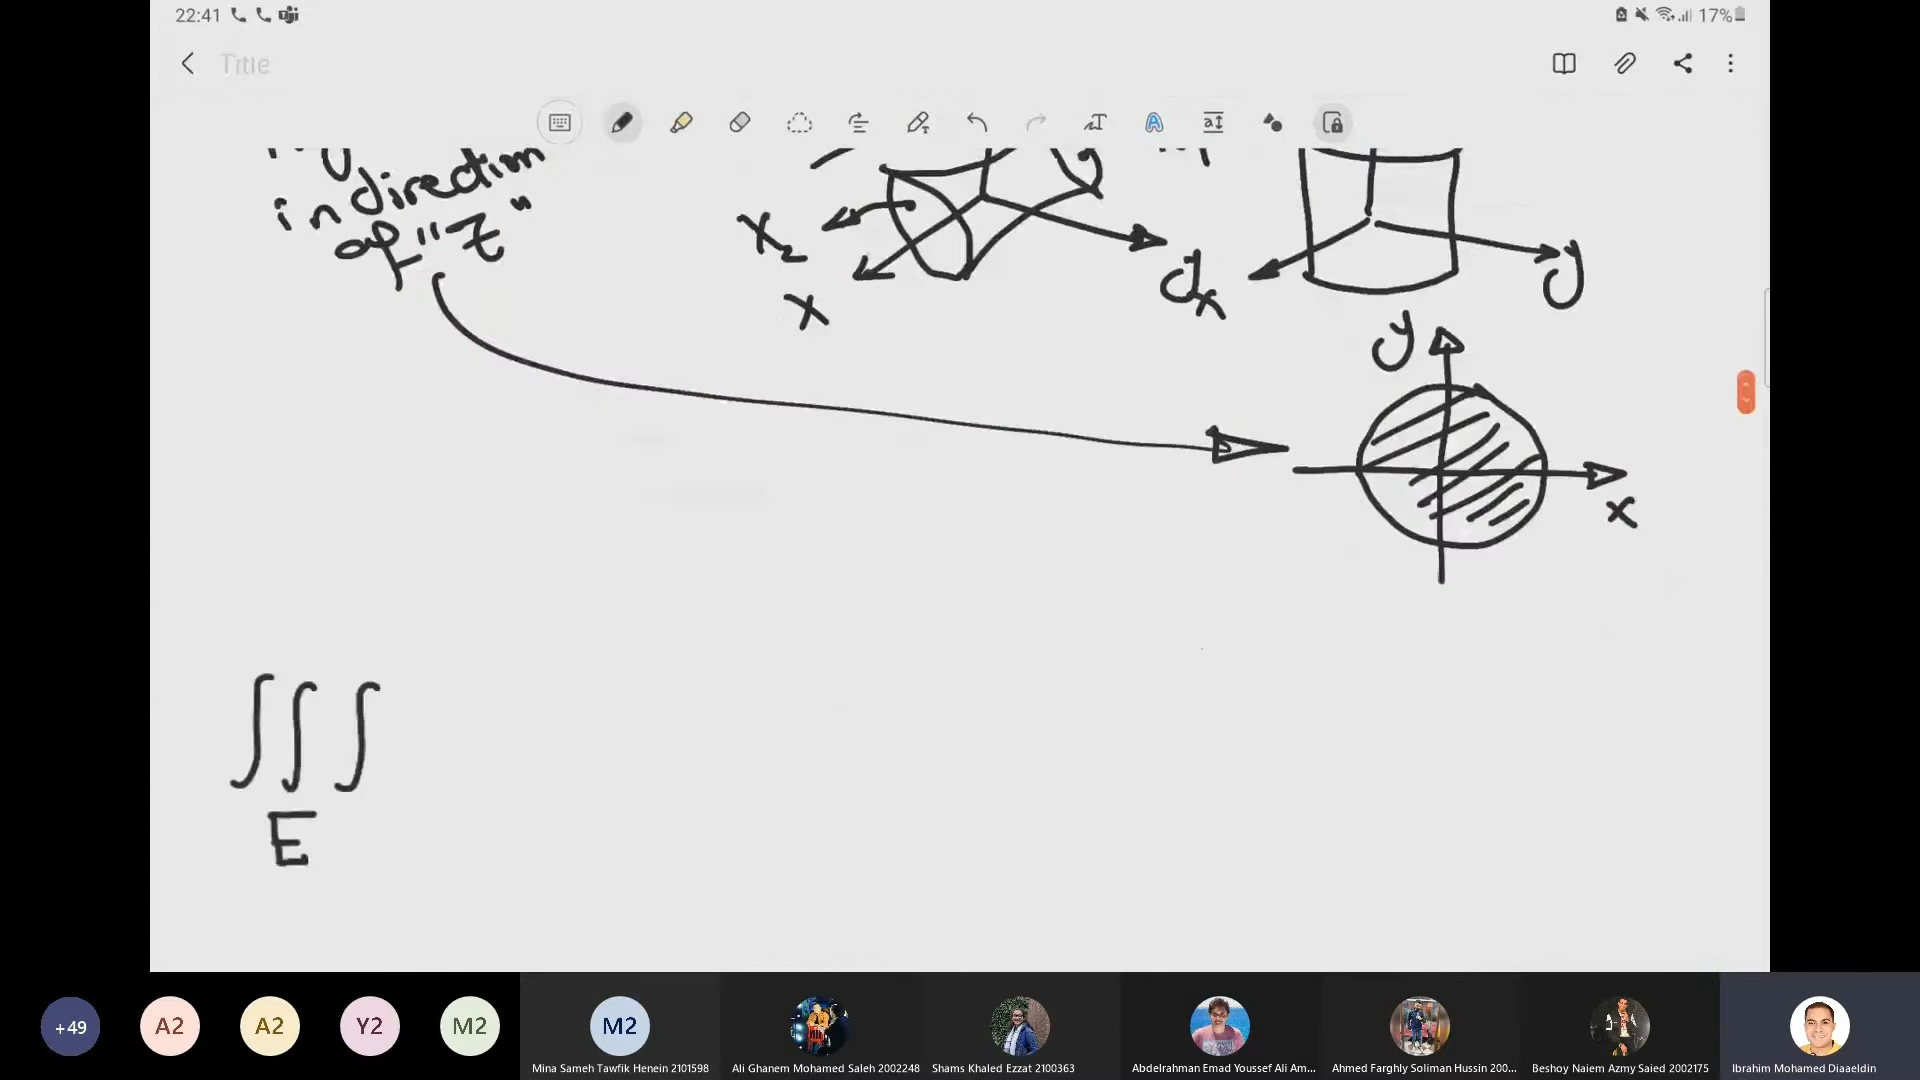 22:41
17%
Title
in direction
of "z"
x₂
x
y
x
y
y
x
∭
E
+49
A2
A2
Y2
M2
M2
Mina Sameh Tawfik Henein 2101598
Ali Ghanem Mohamed Saleh 2002248
Shams Khaled Ezzat 2100363
Abdelrahman Emad Youssef Ali Am...
Ahmed Farghly Soliman Hussin 200...
Beshoy Naiem Azmy Saied 2002175
Ibrahim Mohamed Diaaeldin